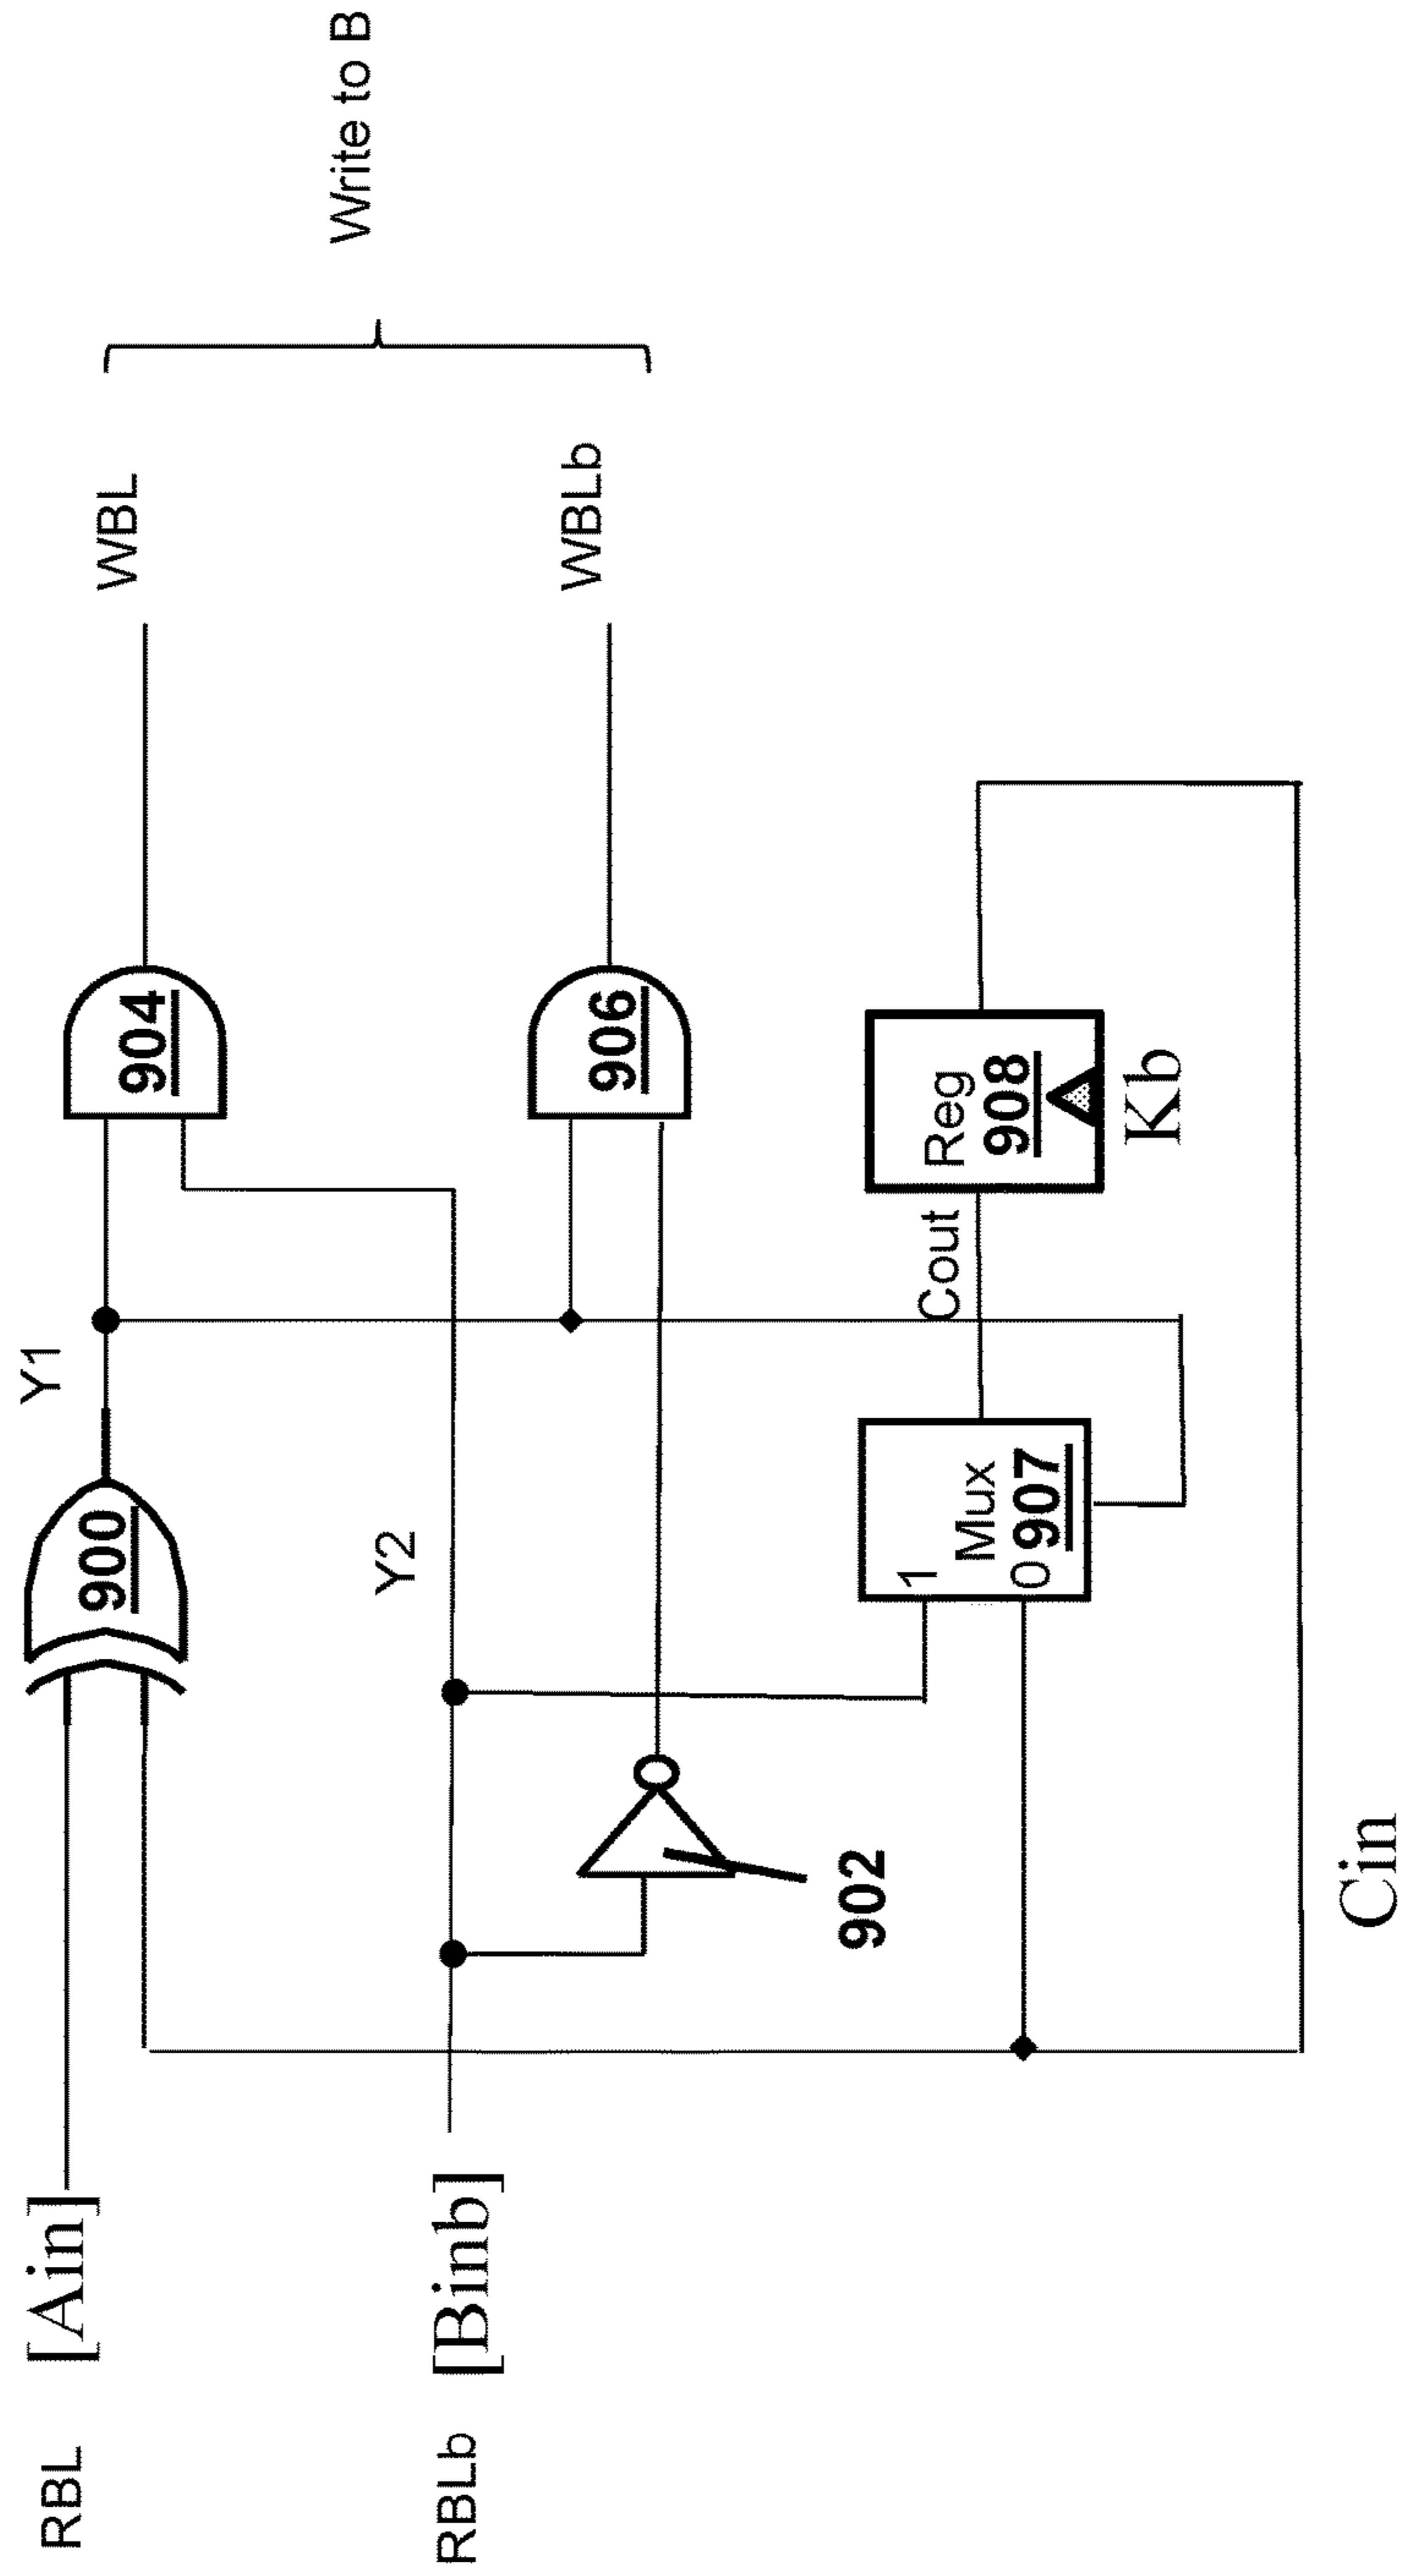 RBL [Ain]
900
Y1
904
WBL
RBLb [Binb]
Y2
902
906
WBLb
Write to B
1
0
Mux
907
Cout
Reg
908
Kb
Cin